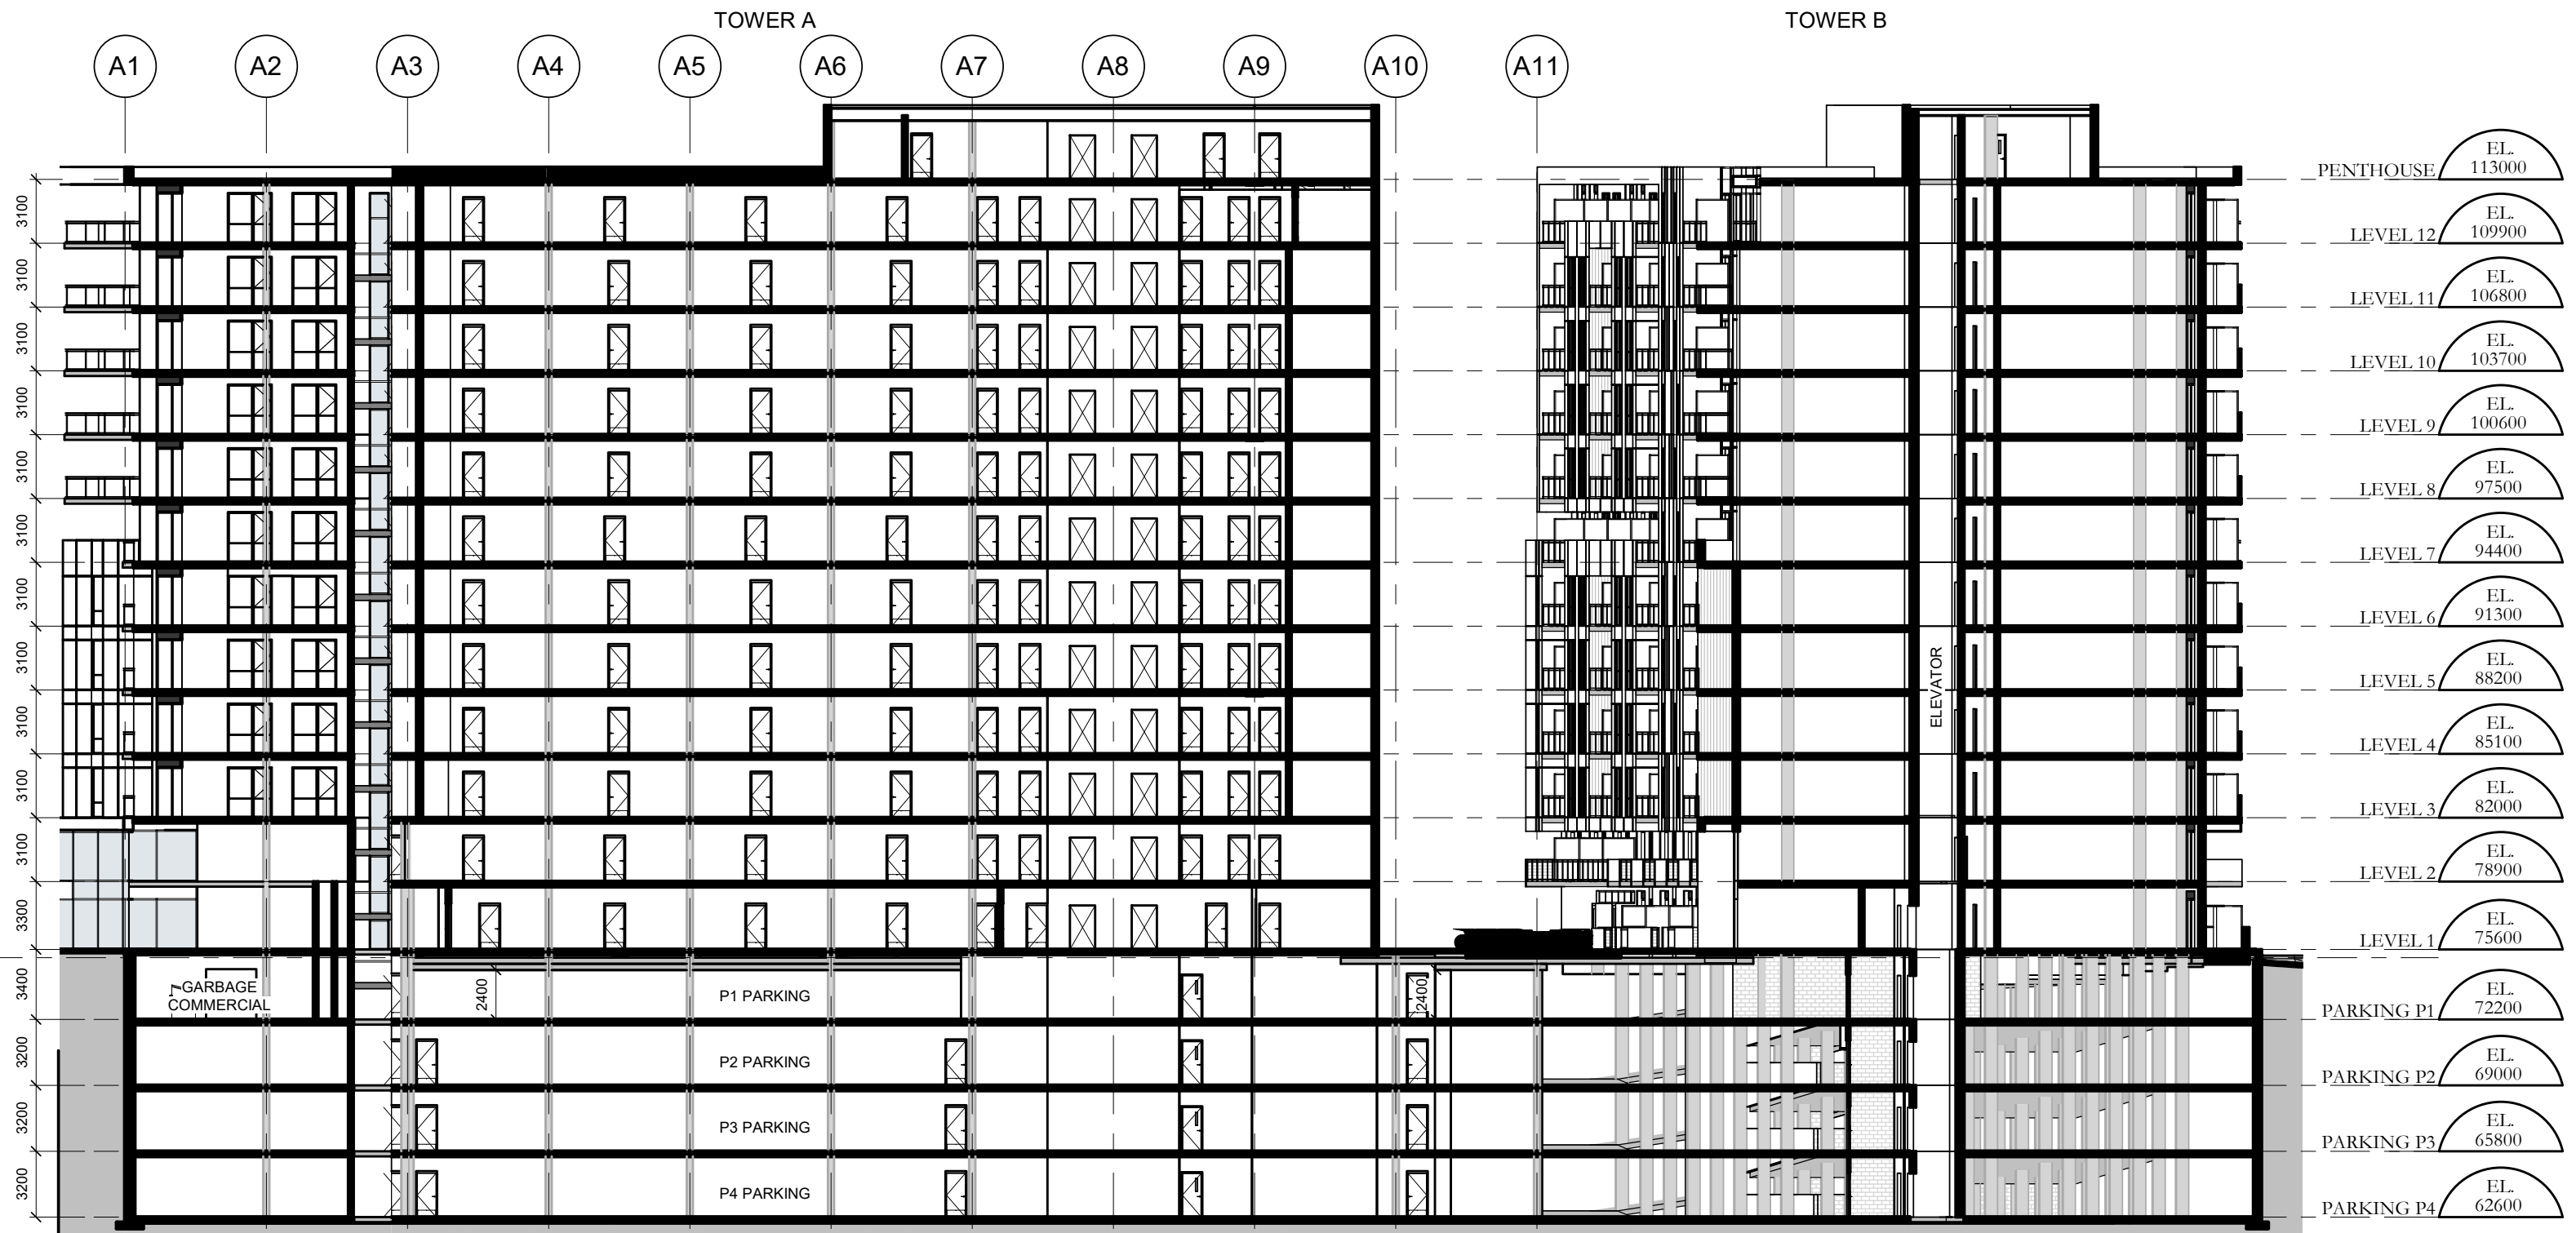 TOWER A
TOWER B
A1 A2 A3 A4 A5 A6 A7 A8 A9 A10 A11
3100
3100
3100
3100
3100
3100
3100
3100
3100
3100
3100
3300
3400
3200
3200
3200
PENTHOUSE
EL.
113000
LEVEL 12
EL.
109900
LEVEL 11
EL.
106800
LEVEL 10
EL.
103700
LEVEL 9
EL.
100600
LEVEL 8
EL.
97500
LEVEL 7
EL.
94400
LEVEL 6
EL.
91300
LEVEL 5
EL.
88200
LEVEL 4
EL.
85100
LEVEL 3
EL.
82000
LEVEL 2
EL.
78900
LEVEL 1
EL.
75600
PARKING P1
EL.
72200
PARKING P2
EL.
69000
PARKING P3
EL.
65800
PARKING P4
EL.
62600
ELEVATOR
GARBAGE
COMMERCIAL
2400
P1 PARKING
2400
P2 PARKING
P3 PARKING
P4 PARKING